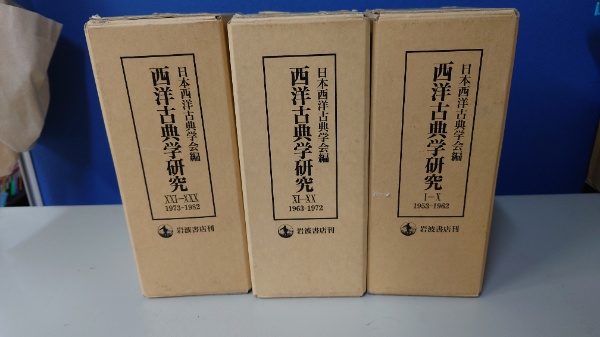 日本西洋古典学会編
西洋古典学研究
XXI-XXX
1973-1982
岩波書店刊
日本西洋古典学会編
西洋古典学研究
XI-XX
1963-1972
岩波書店刊
日本西洋古典学会編
西洋古典学研究
I-X
1953-1962
岩波書店刊